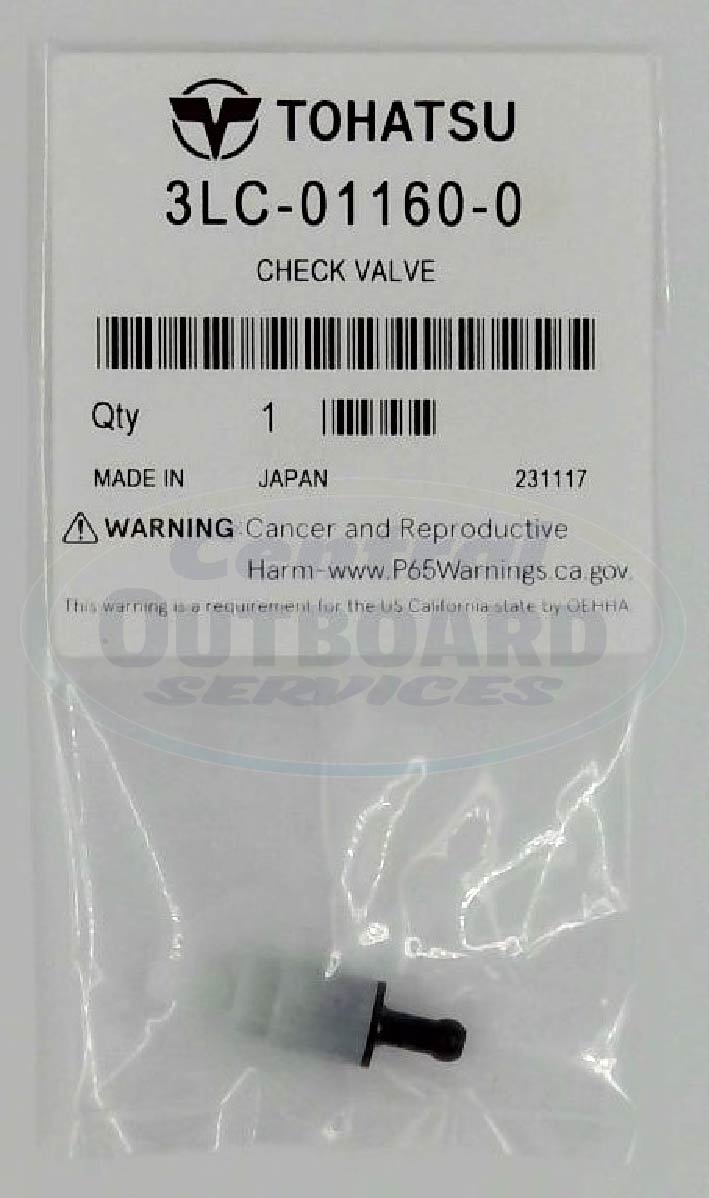 TOHATSU
3LC-01160-0
CHECK VALVE
Qty 1
MADE IN JAPAN 231117
WARNING: Cancer and Reproductive
Harm-www.P65Warnings.ca.gov.
This warning is a requirement for the US California state by OEHHA.
Central
OUTBOARD
SERVICES